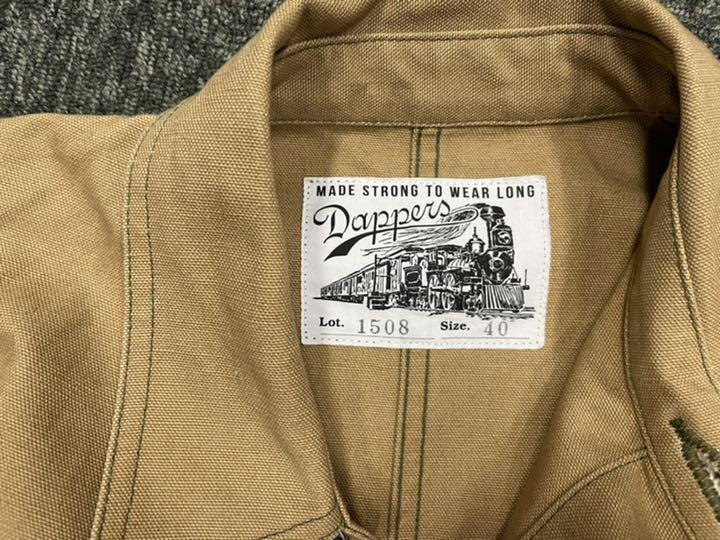 MADE STRONG TO WEAR LONG
Dappers
Lot. 1508 Size. 40